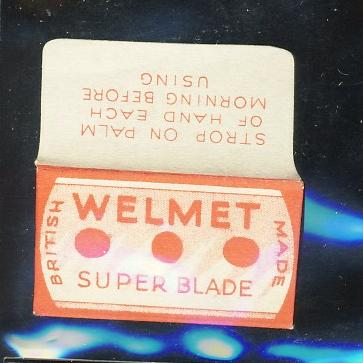 STROP ON PALM
OF HAND EACH
MORNING BEFORE
USING
BRITISH
WELMET
MADE
SUPER BLADE